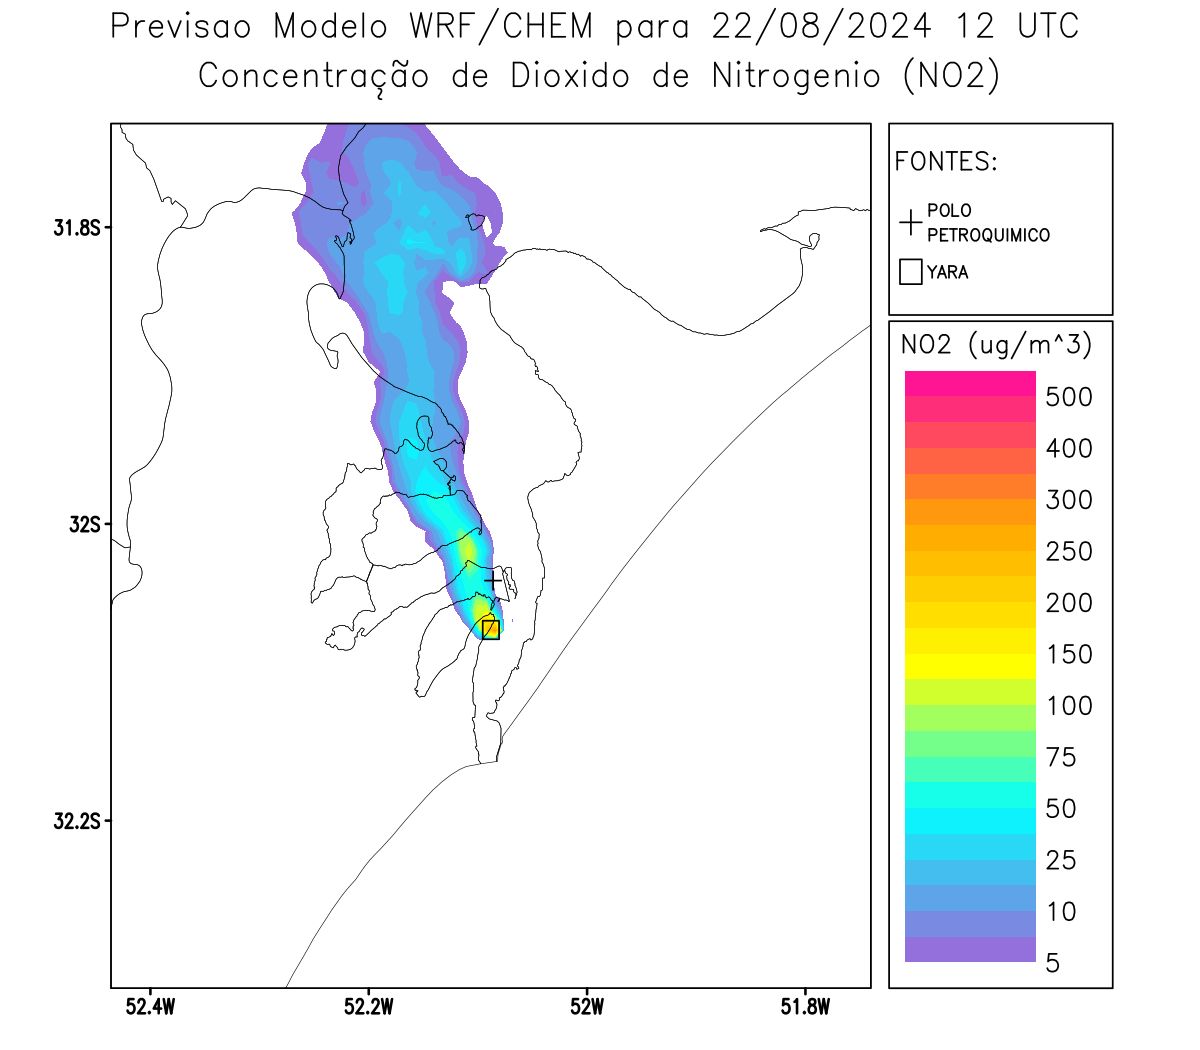 Previsao Modelo WRF/CHEM para 22/08/2024 12 UTC
Concentração de Dioxido de Nitrogenio (NO2)
FONTES:
POLO
PETROQUIMICO
YARA
NO2 (ug/m^3)
500
400
300
250
200
150
100
75
50
25
10
5
31.8S
32S
32.2S
52.4W
52.2W
52W
51.8W